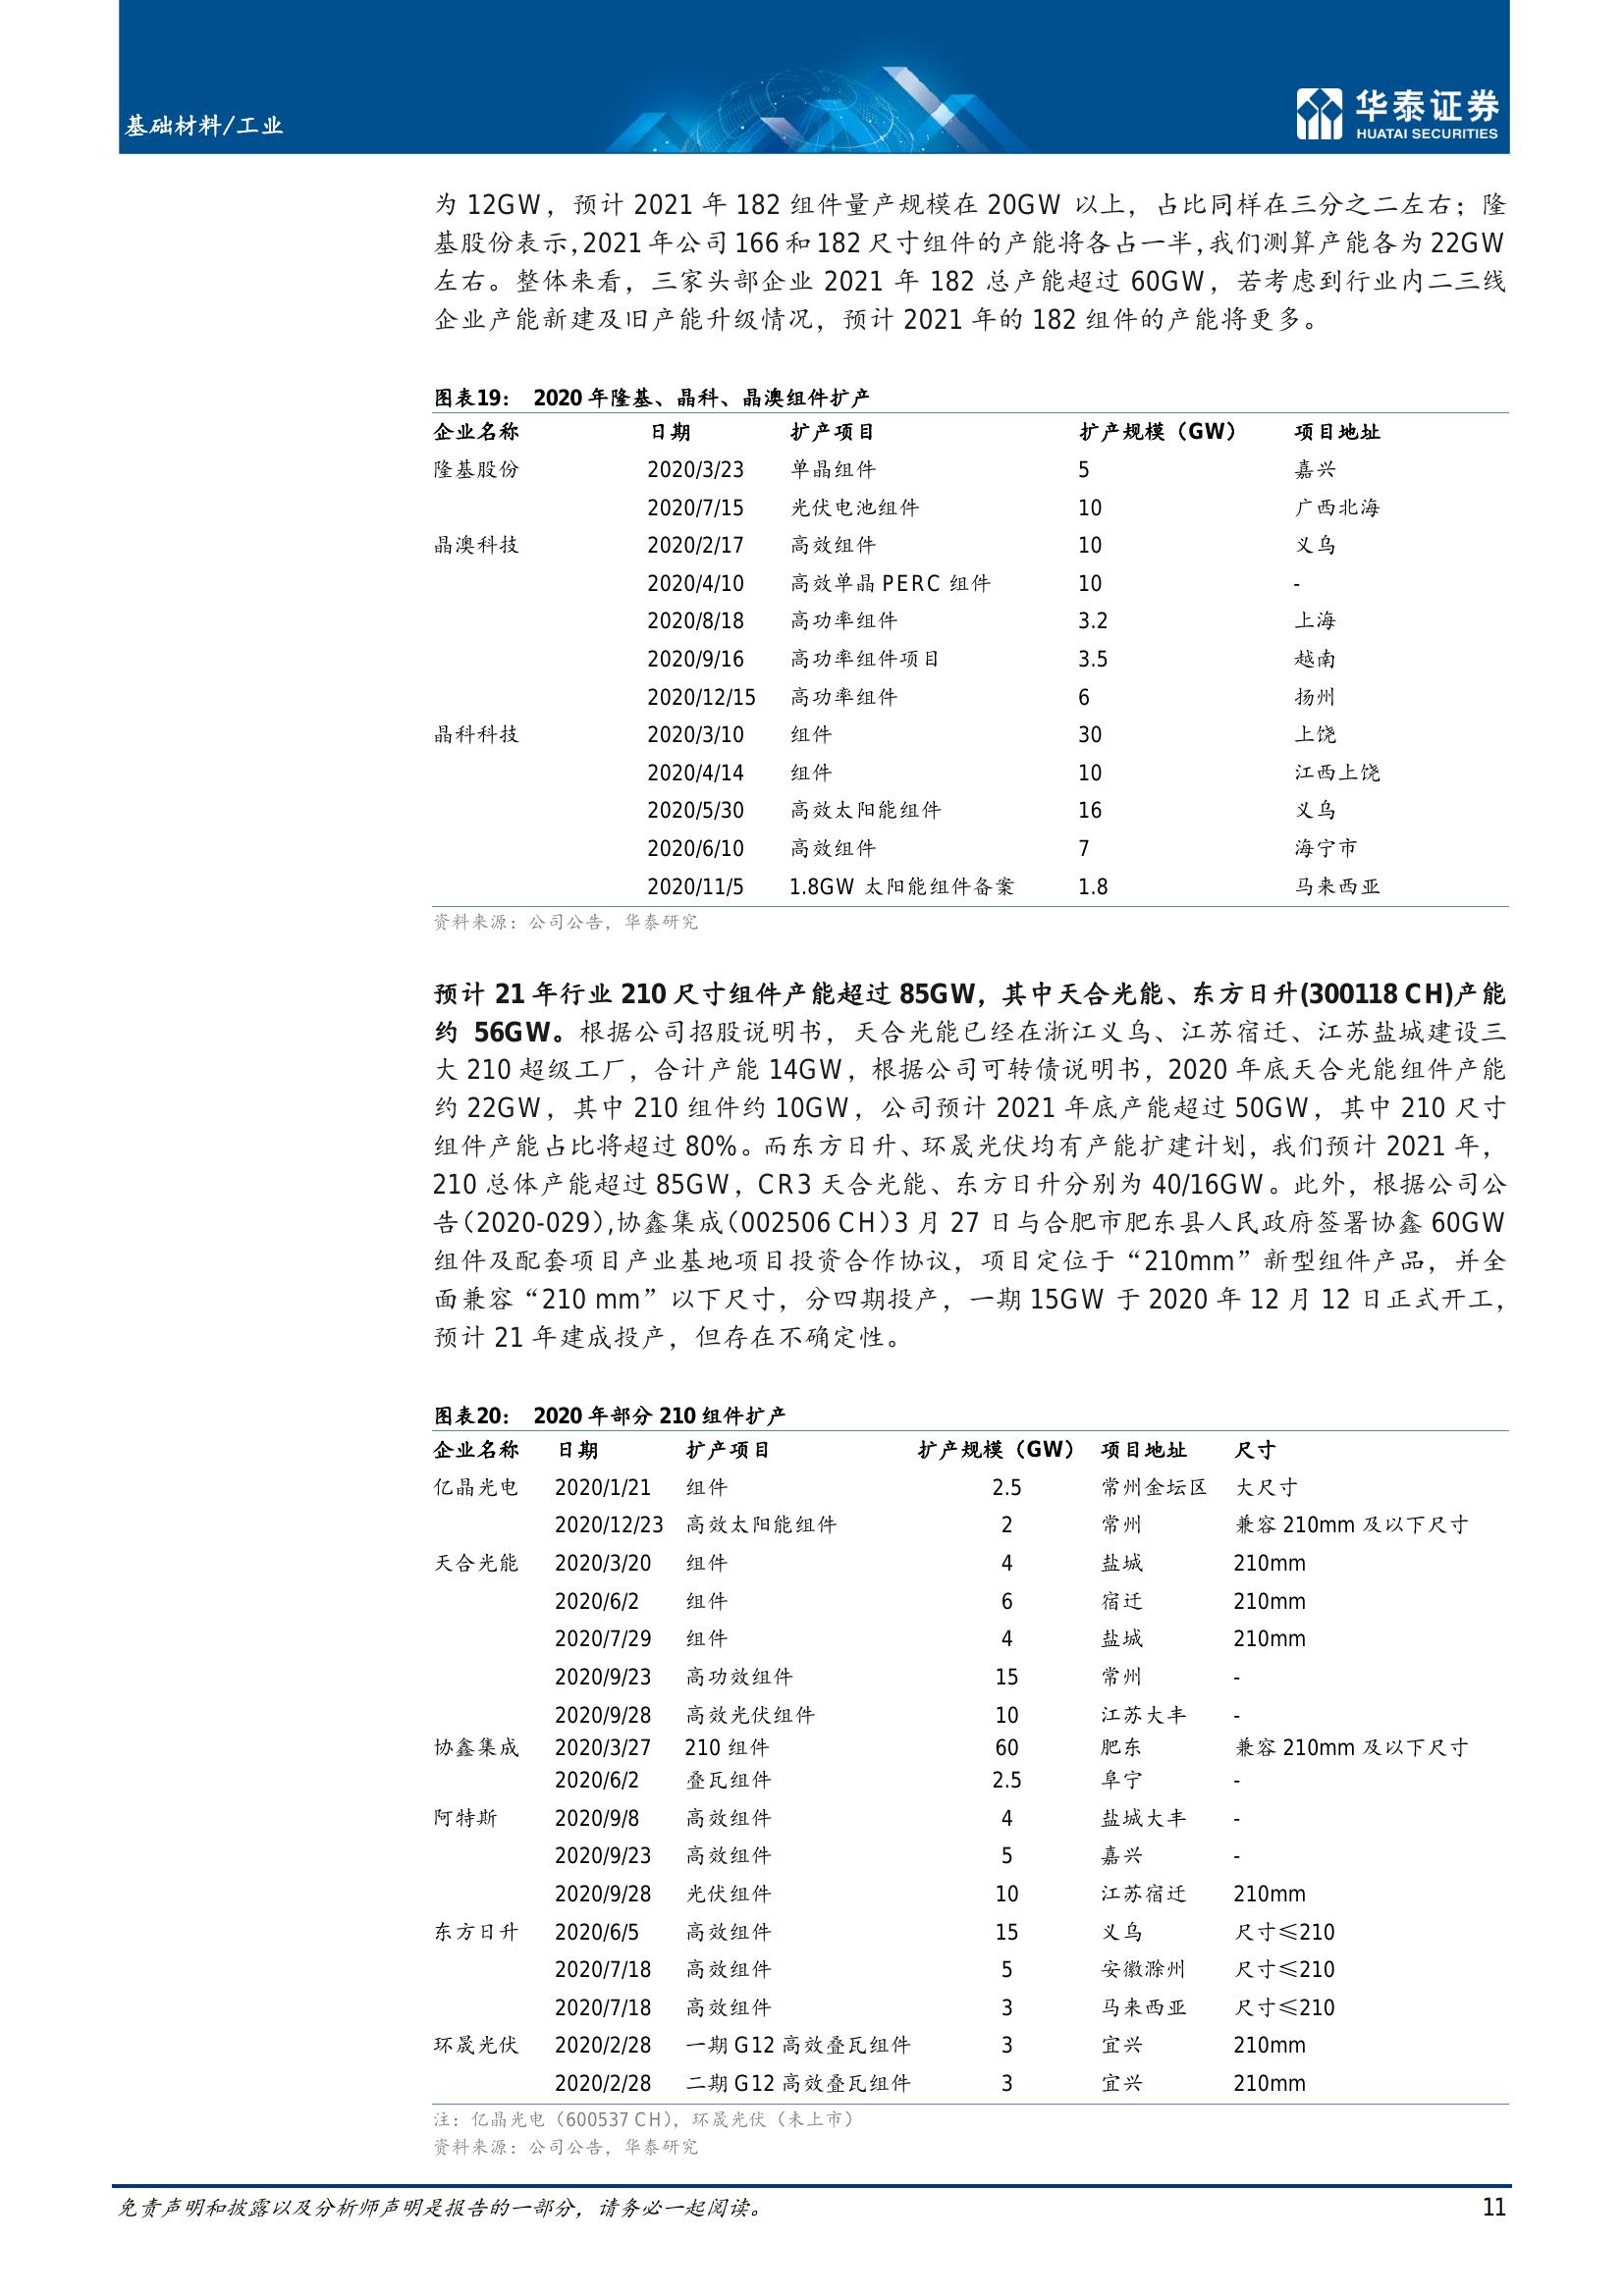 基础材料/工业
华泰证券
HUATAI SECURITIES
为 12GW，预计 2021 年 182 组件量产规模在 20GW 以上，占比同样在三分之二左右；隆
基股份表示,2021 年公司 166 和 182 尺寸组件的产能将各占一半,我们测算产能各为 22GW
左右。整体来看，三家头部企业 2021 年 182 总产能超过 60GW，若考虑到行业内二三线
企业产能新建及旧产能升级情况，预计 2021 年的 182 组件的产能将更多。
图表19： 2020 年隆基、晶科、晶澳组件扩产
企业名称 日期 扩产项目 扩产规模（GW） 项目地址
隆基股份 2020/3/23 单晶组件 5 嘉兴
2020/7/15 光伏电池组件 10 广西北海
晶澳科技 2020/2/17 高效组件 10 义乌
2020/4/10 高效单晶 PERC 组件 10 -
2020/8/18 高功率组件 3.2 上海
2020/9/16 高功率组件项目 3.5 越南
2020/12/15 高功率组件 6 扬州
晶科科技 2020/3/10 组件 30 上饶
2020/4/14 组件 10 江西上饶
2020/5/30 高效太阳能组件 16 义乌
2020/6/10 高效组件 7 海宁市
2020/11/5 1.8GW 太阳能组件备案 1.8 马来西亚
资料来源：公司公告，华泰研究
预计 21 年行业 210 尺寸组件产能超过 85GW，其中天合光能、东方日升(300118 CH)产能
约 56GW。根据公司招股说明书，天合光能已经在浙江义乌、江苏宿迁、江苏盐城建设三
大 210 超级工厂，合计产能 14GW，根据公司可转债说明书，2020 年底天合光能组件产能
约 22GW，其中 210 组件约 10GW，公司预计 2021 年底产能超过 50GW，其中 210 尺寸
组件产能占比将超过 80%。而东方日升、环晟光伏均有产能扩建计划，我们预计 2021 年，
210 总体产能超过 85GW，CR3 天合光能、东方日升分别为 40/16GW。此外，根据公司公
告（2020-029）,协鑫集成（002506 CH）3 月 27 日与合肥市肥东县人民政府签署协鑫 60GW
组件及配套项目产业基地项目投资合作协议，项目定位于“210mm”新型组件产品，并全
面兼容“210 mm”以下尺寸，分四期投产，一期 15GW 于 2020 年 12 月 12 日正式开工，
预计 21 年建成投产，但存在不确定性。
图表20： 2020 年部分 210 组件扩产
企业名称 日期 扩产项目 扩产规模（GW） 项目地址 尺寸
亿晶光电 2020/1/21 组件 2.5 常州金坛区 大尺寸
2020/12/23 高效太阳能组件 2 常州 兼容 210mm 及以下尺寸
天合光能 2020/3/20 组件 4 盐城 210mm
2020/6/2 组件 6 宿迁 210mm
2020/7/29 组件 4 盐城 210mm
2020/9/23 高功效组件 15 常州 -
2020/9/28 高效光伏组件 10 江苏大丰 -
协鑫集成 2020/3/27 210 组件 60 肥东 兼容 210mm 及以下尺寸
2020/6/2 叠瓦组件 2.5 阜宁 -
阿特斯 2020/9/8 高效组件 4 盐城大丰 -
2020/9/23 高效组件 5 嘉兴 -
2020/9/28 光伏组件 10 江苏宿迁 210mm
东方日升 2020/6/5 高效组件 15 义乌 尺寸≤210
2020/7/18 高效组件 5 安徽滁州 尺寸≤210
2020/7/18 高效组件 3 马来西亚 尺寸≤210
环晟光伏 2020/2/28 一期 G12 高效叠瓦组件 3 宜兴 210mm
2020/2/28 二期 G12 高效叠瓦组件 3 宜兴 210mm
注：亿晶光电（600537 CH），环晟光伏（未上市）
资料来源：公司公告，华泰研究
免责声明和披露以及分析师声明是报告的一部分，请务必一起阅读。 11